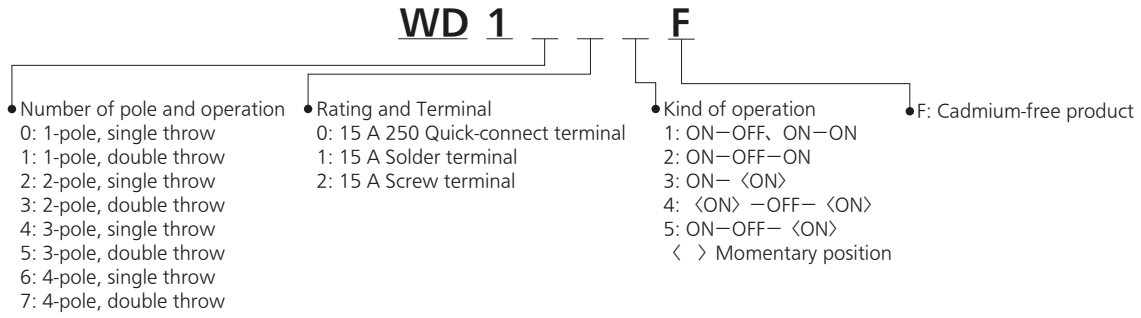 WD 1 _ _ _ F
Number of pole and operation
0: 1-pole, single throw
1: 1-pole, double throw
2: 2-pole, single throw
3: 2-pole, double throw
4: 3-pole, single throw
5: 3-pole, double throw
6: 4-pole, single throw
7: 4-pole, double throw
Rating and Terminal
0: 15 A 250 Quick-connect terminal
1: 15 A Solder terminal
2: 15 A Screw terminal
Kind of operation
1: ON−OFF、ON−ON
2: ON−OFF−ON
3: ON−〈ON〉
4: 〈ON〉−OFF−〈ON〉
5: ON−OFF−〈ON〉
〈 〉Momentary position
F: Cadmium-free product